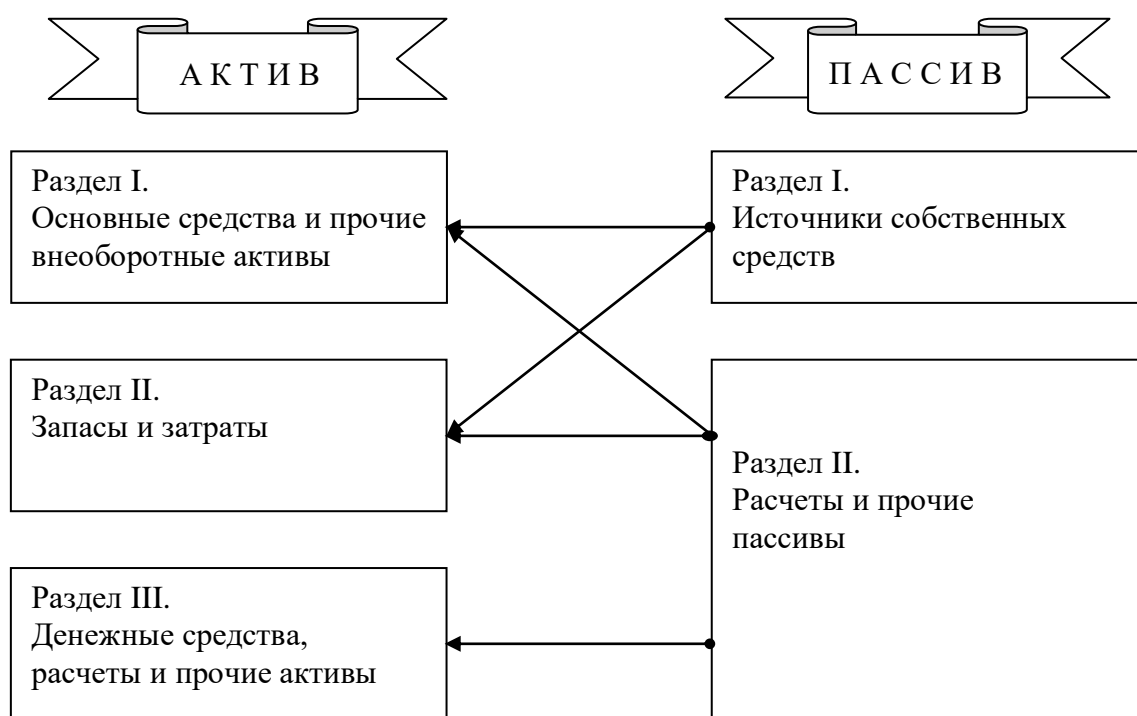 А К Т И В
П А С С И В
Раздел I.
Основные средства и прочие
внеоборотные активы
Раздел I.
Источники собственных
средств
Раздел II.
Запасы и затраты
Раздел II.
Расчеты и прочие
пассивы
Раздел III.
Денежные средства,
расчеты и прочие активы